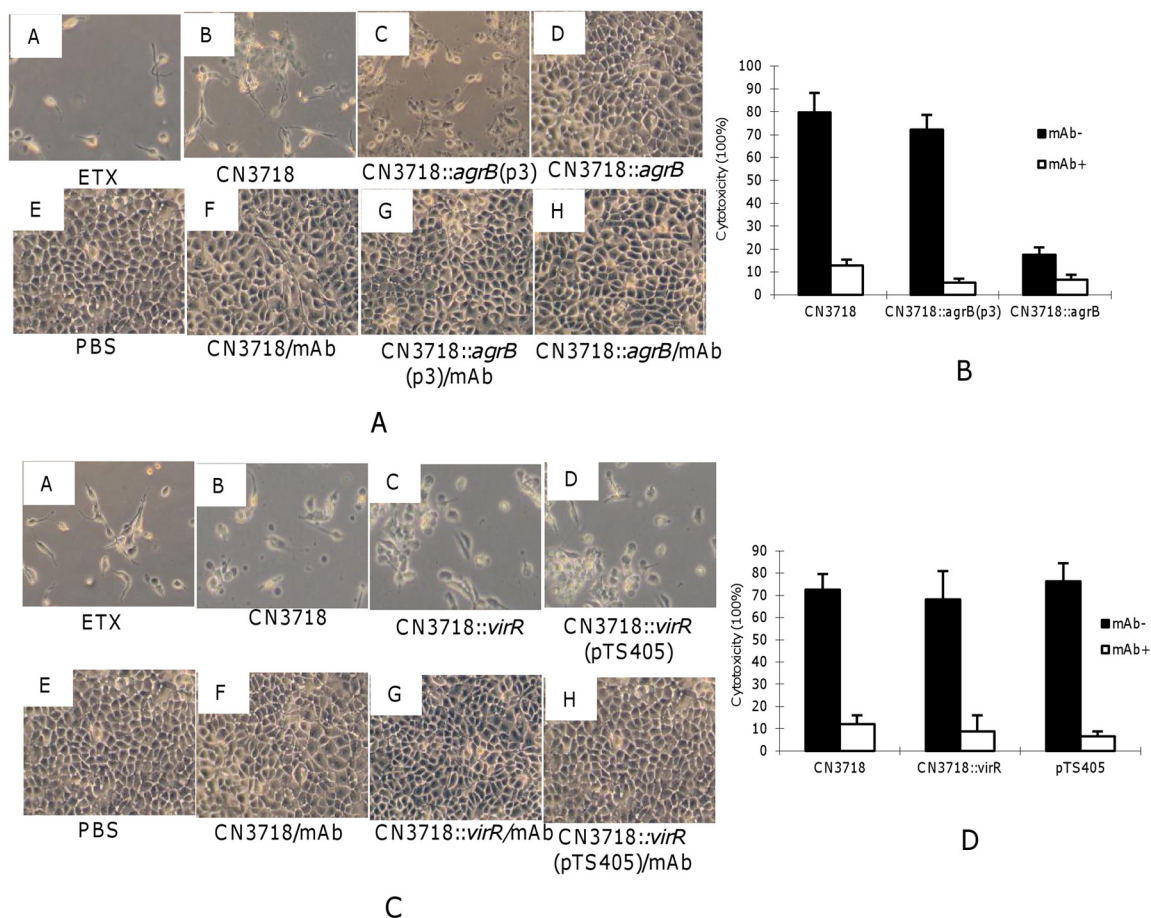 A B C D
ETX CN3718 CN3718::agrB(p3) CN3718::agrB
E F G H
PBS CN3718/mAb CN3718::agrB CN3718::agrB/mAb
(p3)/mAb
A
100
90
80
70
60
50
40
30
20
10
0
Cytotoxicity (100%)
mAb-
mAb+
CN3718 CN3718::agrB(p3) CN3718::agrB
B
A B C D
ETX CN3718 CN3718::virR CN3718::virR
(pTS405)
E F G H
PBS CN3718/mAb CN3718::virR/mAb CN3718::virR
(pTS405)/mAb
C
90
80
70
60
50
40
30
20
10
0
Cytotoxicity (100%)
mAb-
mAb+
CN3718 CN3718::virR pTS405
D